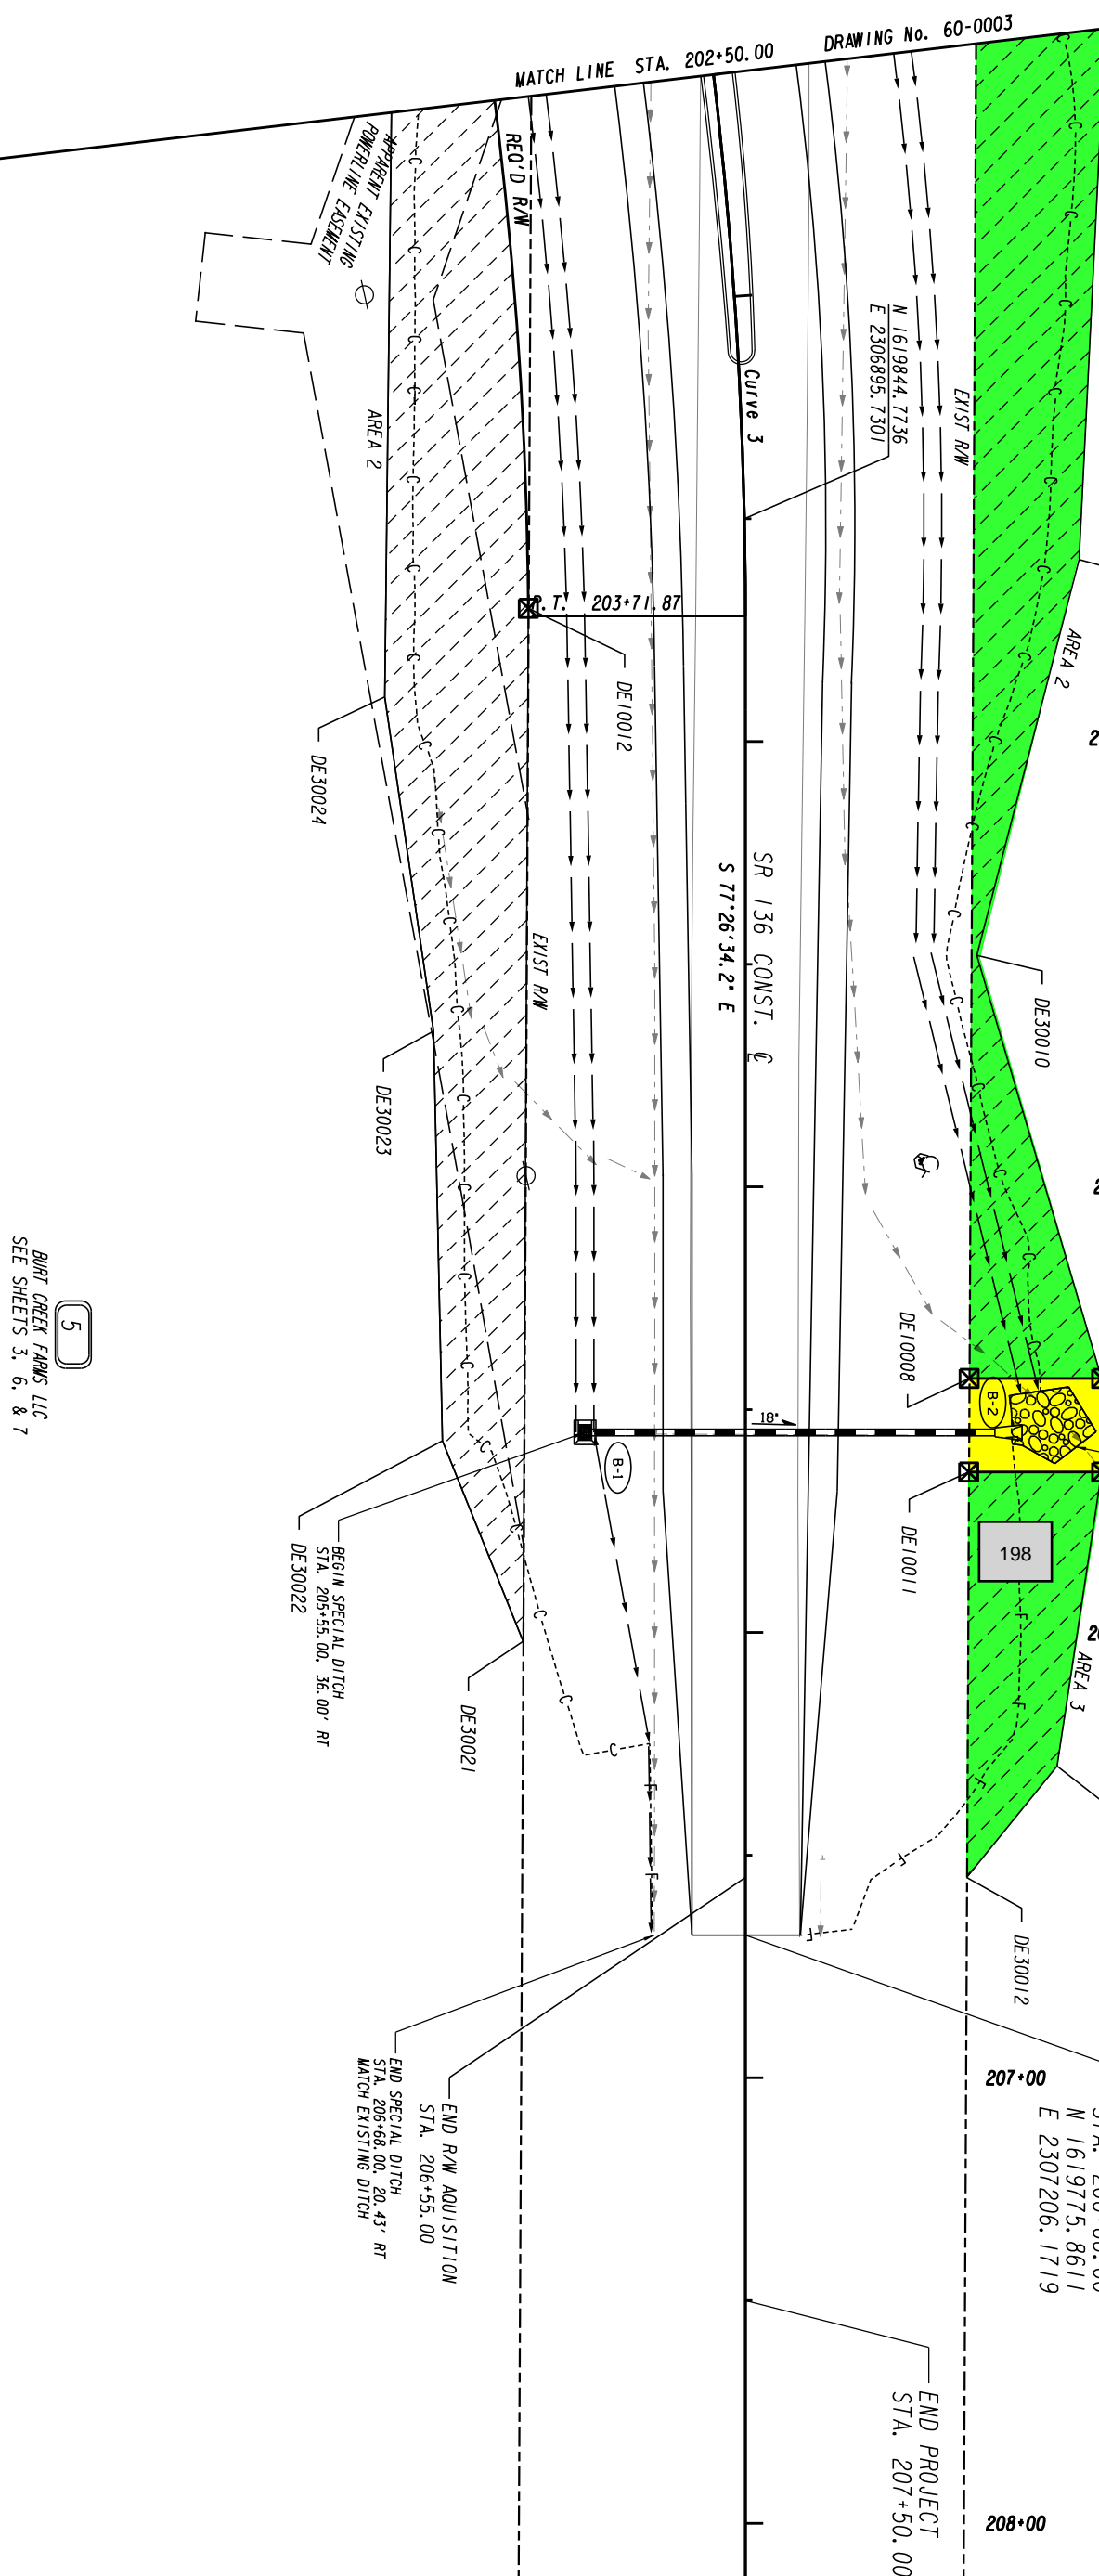 MATCH LINE STA. 202+50.00 DRAWING No. 60-0003
APPARENT EXISTING
POWERLINE EASEMENT
REQ'D R/W
AREA 2
Curve 3
N 1619844.7736
E 2306895.7301
EXIST R/W
AREA 2
P.T. 203+71.87
DE10012
DE30024
SR 136 CONST. ℄
S 77°26'34.2" E
EXIST R/W
DE30010
DE30023
BURT CREEK FARMS LLC
SEE SHEETS 3, 6, & 7
5
DE10008
B-2
18"
B-1
DE10011
198
BEGIN SPECIAL DITCH
STA. 205+55.00, 36.00' RT
DE30022
DE30021
AREA 3
DE30012
END SPECIAL DITCH
STA. 206+68.00, 20.43' RT
MATCH EXISTING DITCH
END R/W AQUISITION
STA. 206+55.00
207+00
N 1619775.8611
E 2307206.1719
END PROJECT
STA. 207+50.00
208+00
C
F